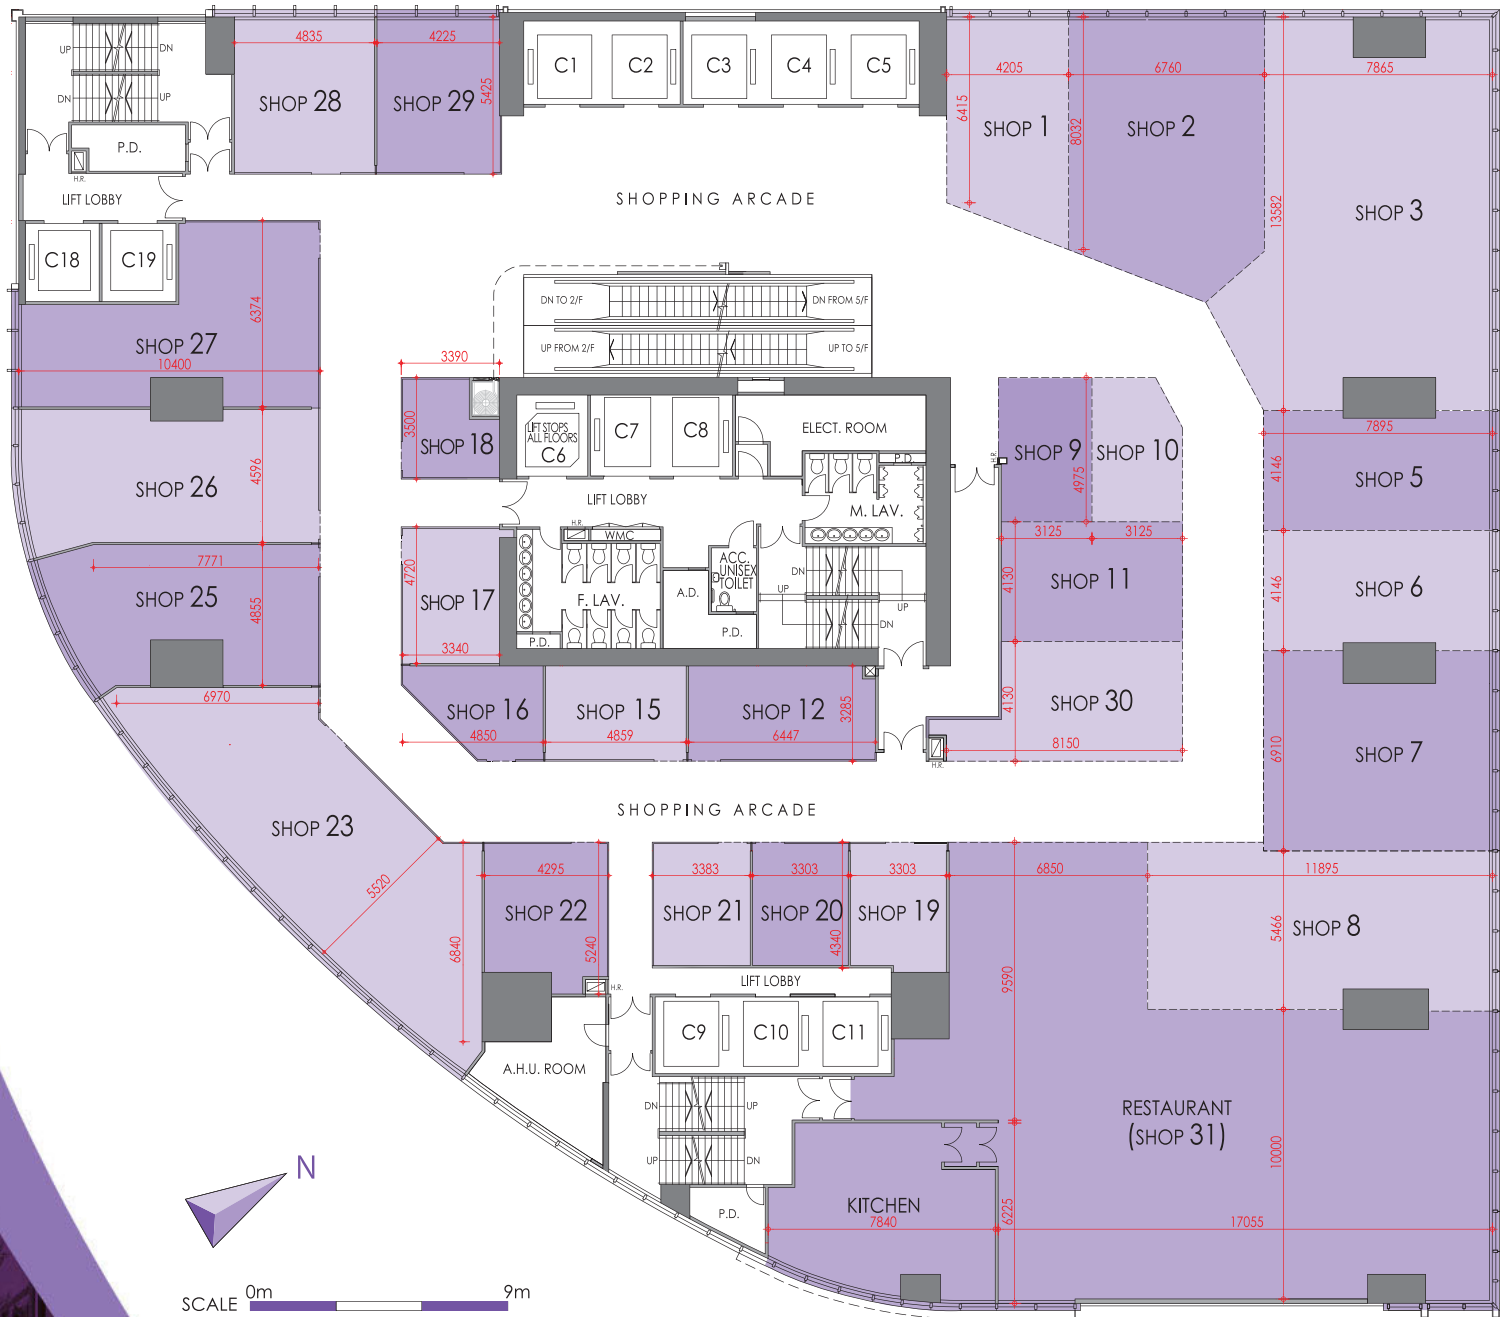 4835
4225
UP
DN
C1
C2
C3
C4
C5
4205
6760
7865
SHOP 28
SHOP 29
5425
DN
UP
6415
8032
SHOP 1
SHOP 2
P.D.
H.R.
LIFT LOBBY
SHOPPING ARCADE
13582
SHOP 3
C18
C19
DN TO 2/F
DN FROM 5/F
6374
SHOP 27
UP FROM 2/F
UP TO 5/F
10400
3390
3500
SHOP 18
LIFT STOPS
ALL FLOORS
C6
C7
C8
ELECT. ROOM
P.D.
H.R.
SHOP 9
4975
SHOP 10
7895
4146
SHOP 5
4596
SHOP 26
LIFT LOBBY
M. LAV.
H.R.
WMC
3125
3125
7771
4720
ACC.
UNISEX
TOILET
DN
UP
UP
DN
4130
SHOP 11
4146
SHOP 6
SHOP 25
4855
SHOP 17
F. LAV.
A.D.
P.D.
P.D.
3340
6970
SHOP 16
SHOP 15
SHOP 12
3285
4130
SHOP 30
4850
4859
6447
8150
H.R.
6910
SHOP 7
SHOPPING ARCADE
SHOP 23
5520
4295
3383
3303
3303
6850
11895
6840
SHOP 22
5240
SHOP 21
SHOP 20
4340
SHOP 19
5466
SHOP 8
H.R.
LIFT LOBBY
9590
C9
C10
C11
A.H.U. ROOM
DN
UP
UP
DN
RESTAURANT
(SHOP 31)
10000
P.D.
KITCHEN
7840
6225
17055
N
SCALE
0m
9m